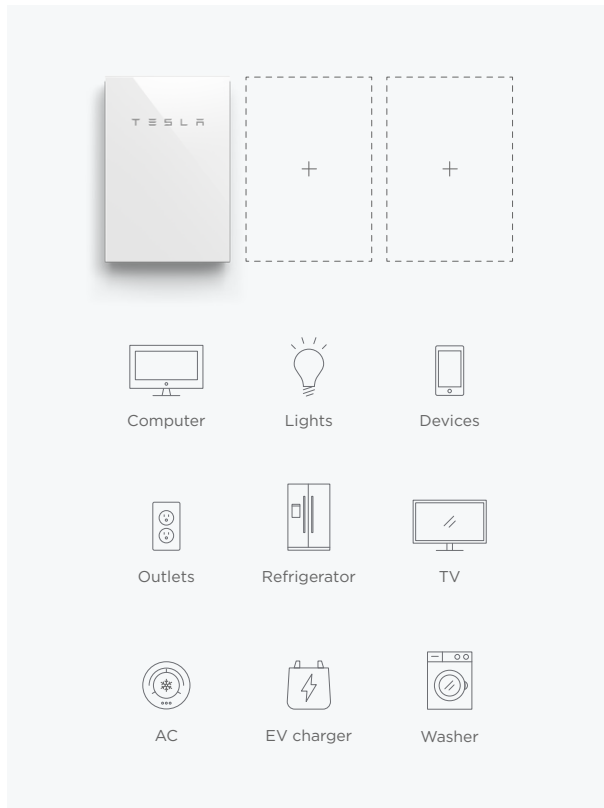 TESLA
Computer
Lights
Devices
Outlets
Refrigerator
TV
AC
EV charger
Washer